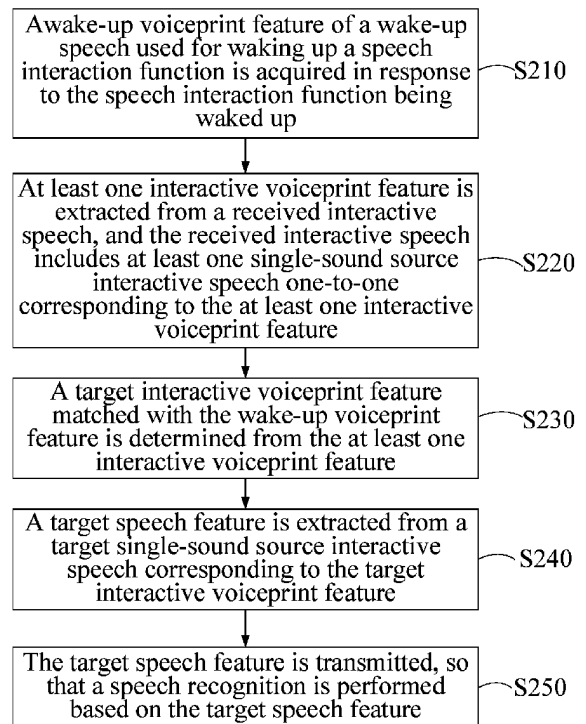 Awake-up voiceprint feature of a wake-up
speech used for waking up a speech
interaction function is acquired in response
to the speech interaction function being
waked up
S210
At least one interactive voiceprint feature is
extracted from a received interactive
speech, and the received interactive speech
includes at least one single-sound source
interactive speech one-to-one
corresponding to the at least one interactive
voiceprint feature
S220
A target interactive voiceprint feature
matched with the wake-up voiceprint
feature is determined from the at least one
interactive voiceprint feature
S230
A target speech feature is extracted from a
target single-sound source interactive
speech corresponding to the target
interactive voiceprint feature
S240
The target speech feature is transmitted, so
that a speech recognition is performed
based on the target speech feature
S250